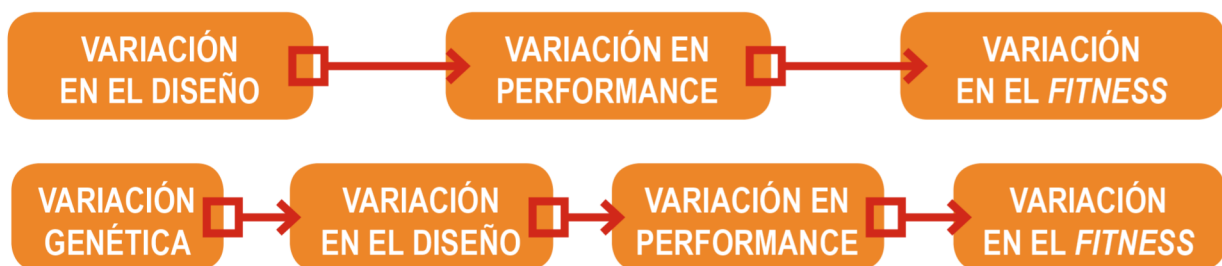 VARIACIÓN
EN EL DISEÑO
VARIACIÓN EN
PERFORMANCE
VARIACIÓN
EN EL FITNESS
VARIACIÓN
GENÉTICA
VARIACIÓN
EN EL DISEÑO
VARIACIÓN EN
PERFORMANCE
VARIACIÓN
EN EL FITNESS